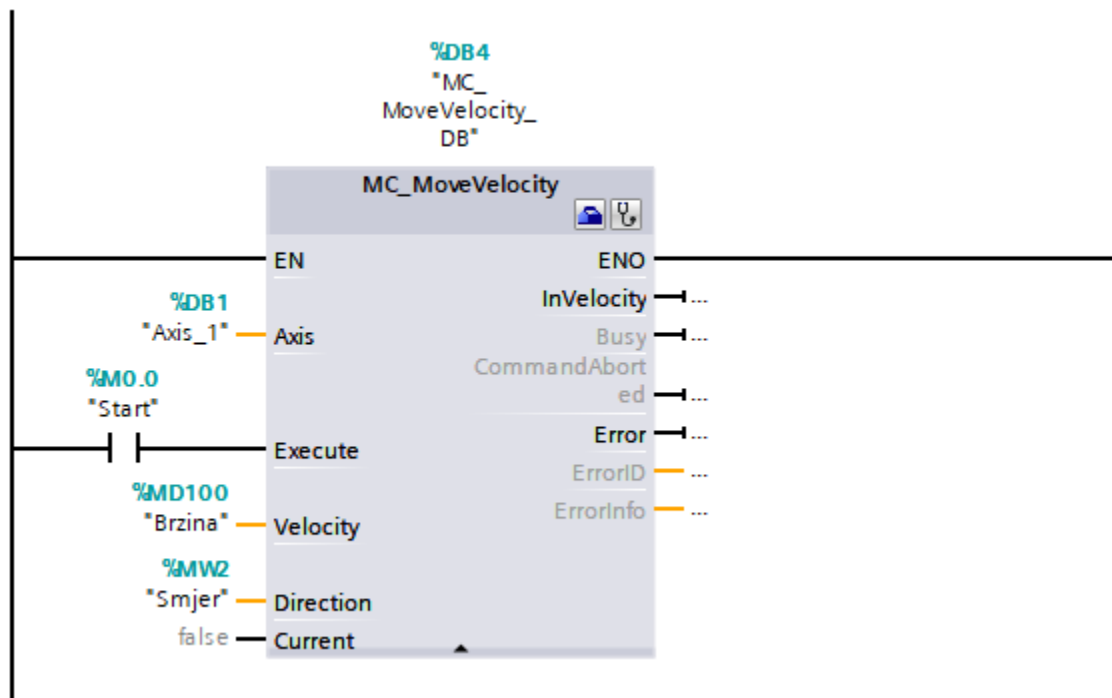 %DB4
"MC_
MoveVelocity_
DB"
MC_MoveVelocity
EN
ENO
InVelocity
...
%DB1
"Axis_1"
Axis
Busy
...
CommandAbort
ed
...
%M0.0
"Start"
Execute
Error
...
ErrorID
...
%MD100
"Brzina"
Velocity
ErrorInfo
...
%MW2
"Smjer"
Direction
false
Current